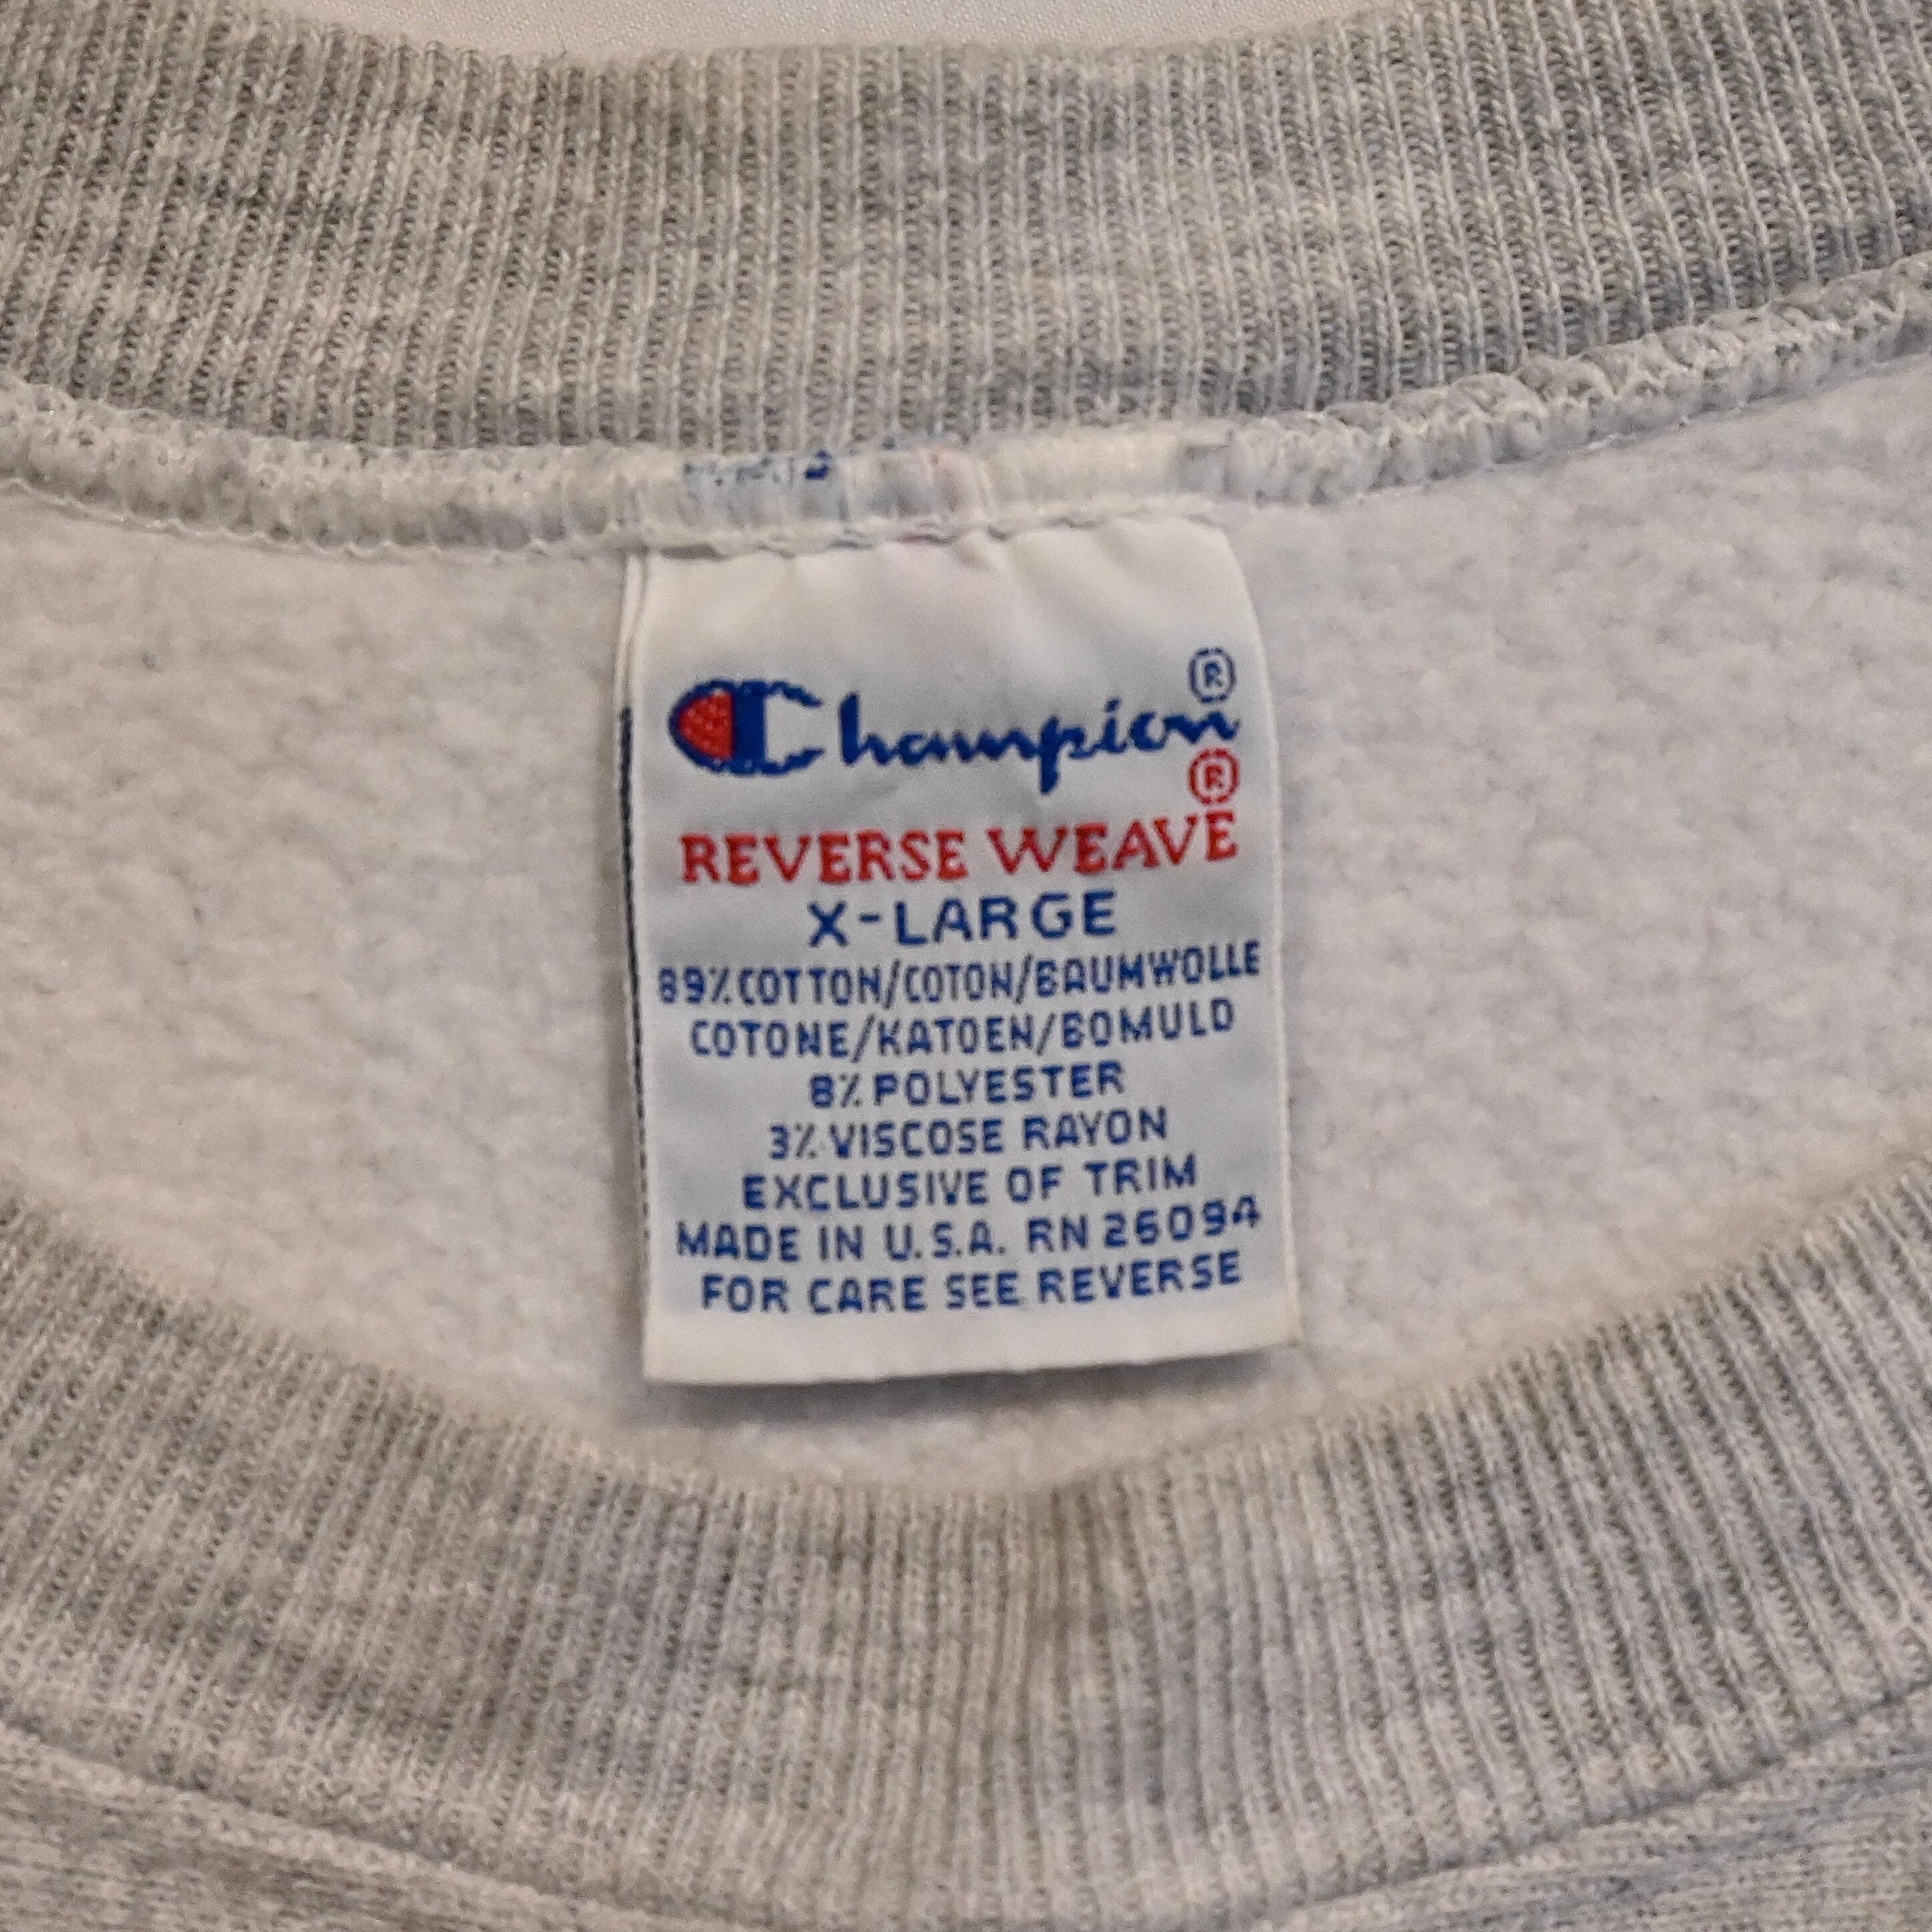 Champion®
REVERSE WEAVE®
X-LARGE
89% COTTON/COTON/BAUMWOLLE
COTONE/KATOEN/BOMULD
8% POLYESTER
3% VISCOSE RAYON
EXCLUSIVE OF TRIM
MADE IN U.S.A. RN 26094
FOR CARE SEE REVERSE